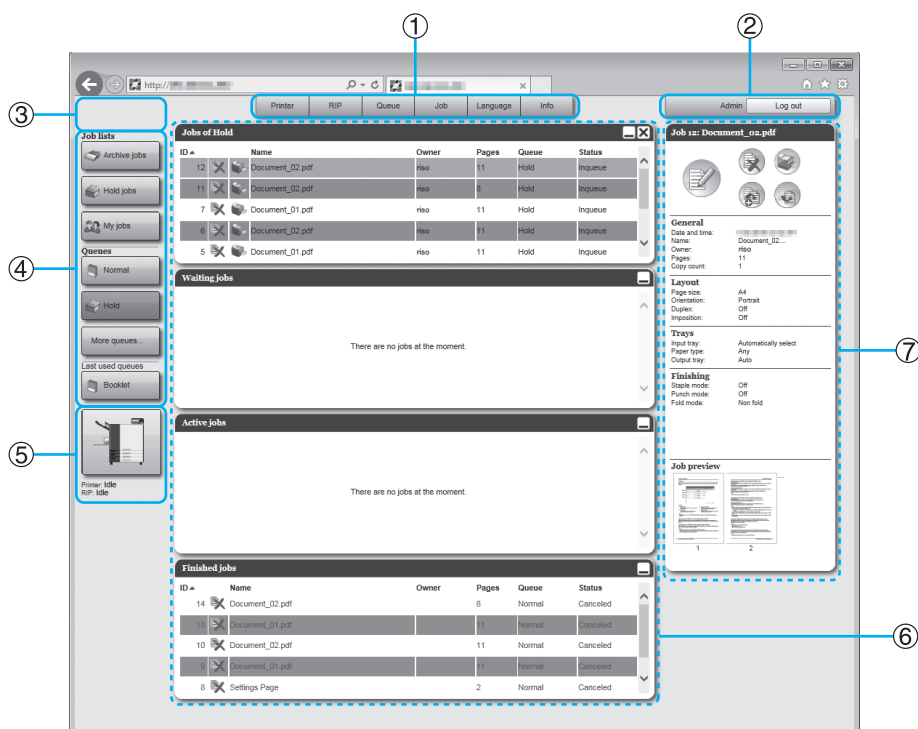 ① ②
http://
③
Printer RIP Queue Job Language Info
Admin Log out
Job lists
Archive jobs
Hold jobs
My jobs
④
Queues
Normal
Hold
More queues...
Last used queues
Booklet
⑤
Printer: Idle
RIP: Idle
Jobs of Hold
ID Name Owner Pages Queue Status
12 Document_02.pdf riso 11 Hold Inqueue
11 Document_02.pdf riso 8 Hold Inqueue
7 Document_01.pdf riso 11 Hold Inqueue
6 Document_02.pdf riso 11 Hold Inqueue
5 Document_01.pdf riso 11 Hold Inqueue
Waiting jobs
There are no jobs at the moment.
Active jobs
There are no jobs at the moment.
Finished jobs
ID Name Owner Pages Queue Status
14 Document_02.pdf 8 Normal Canceled
13 Document_01.pdf 11 Normal Canceled
10 Document_02.pdf 11 Normal Canceled
9 Document_01.pdf 11 Normal Canceled
8 Settings Page 2 Normal Canceled
⑥
Job 12: Document_02.pdf
General
Date and time:
Name: Document_02....
Owner: riso
Pages: 11
Copy count: 1
Layout
Page size: A4
Orientation: Portrait
Duplex: Off
Imposition: Off
Trays
Input tray: Automatically select
Paper type: Any
Output tray: Auto
⑦
Finishing
Staple mode: Off
Punch mode: Off
Fold mode: Non fold
Job preview
1 2